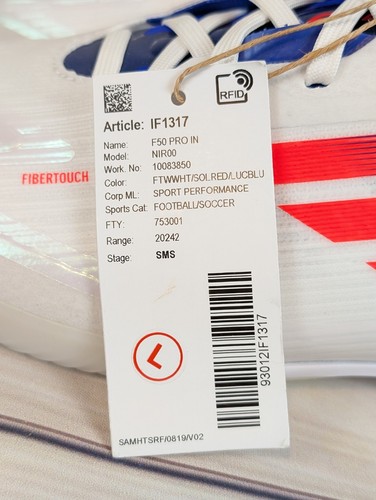 RFID
Article: IF1317
Name: F50 PRO IN
Model: NIR00
Work. No: 10083850
Color: FTWWHT/SOLRED/LUCBLU
Corp ML: SPORT PERFORMANCE
Sports Cat: FOOTBALL/SOCCER
FTY: 753001
Range: 20242
Stage: SMS
FIBERTOUCH
L
93012IF1317
SAMHTSRF/0819/V02